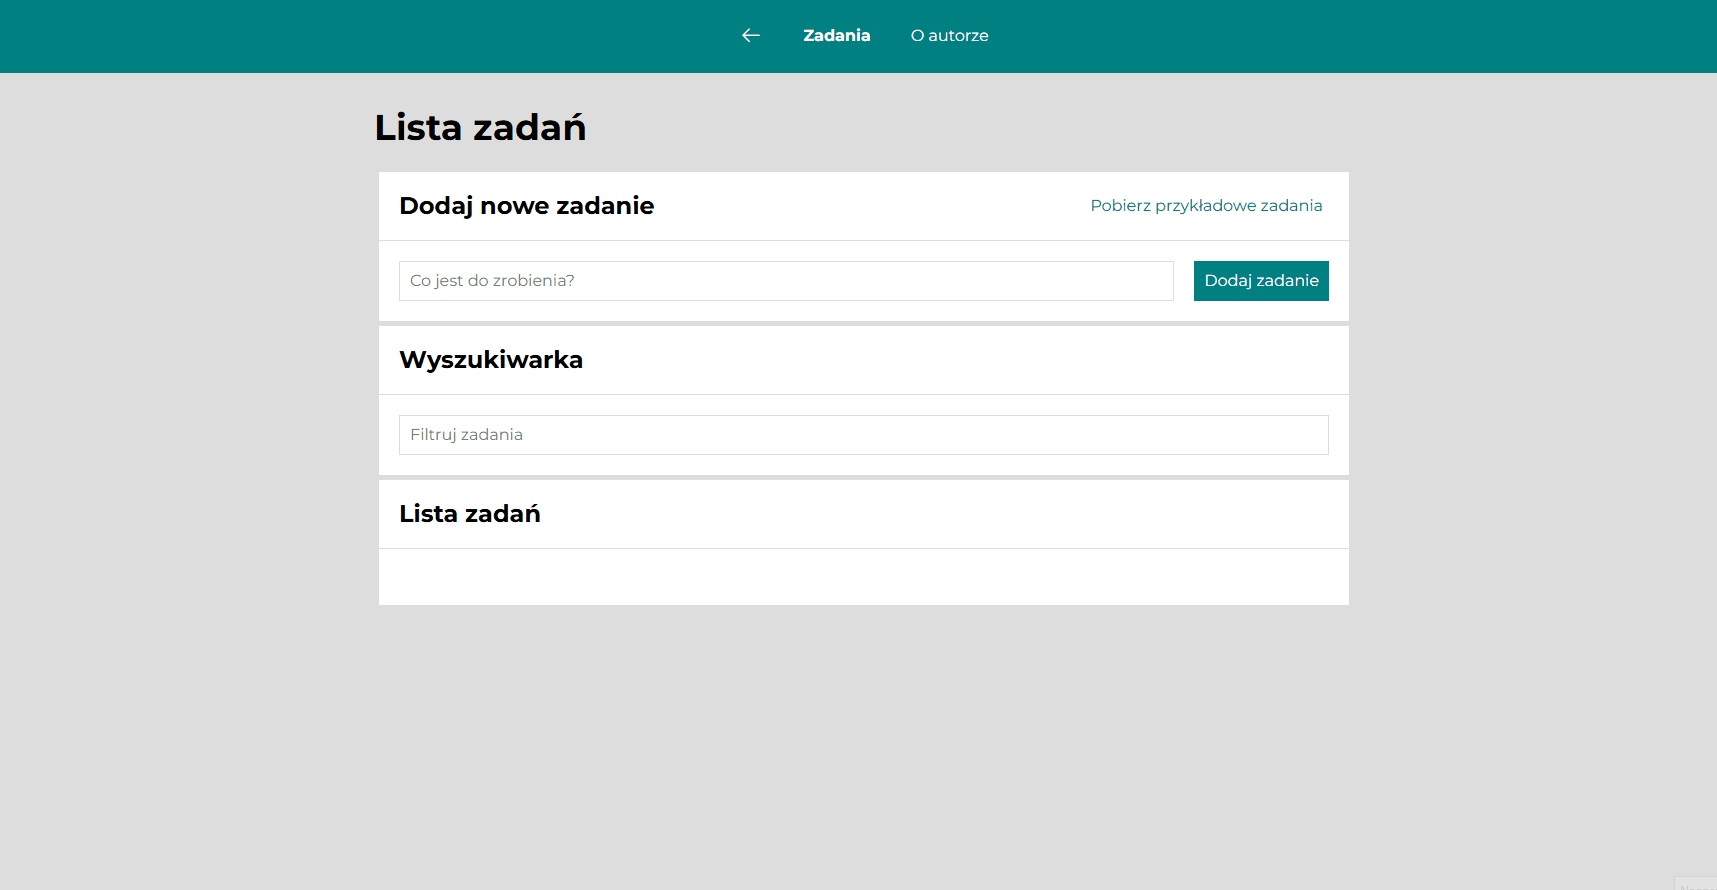 Zadania O autorze
Lista zadań
Dodaj nowe zadanie Pobierz przykładowe zadania
Co jest do zrobienia? Dodaj zadanie
Wyszukiwarka
Filtruj zadania
Lista zadań